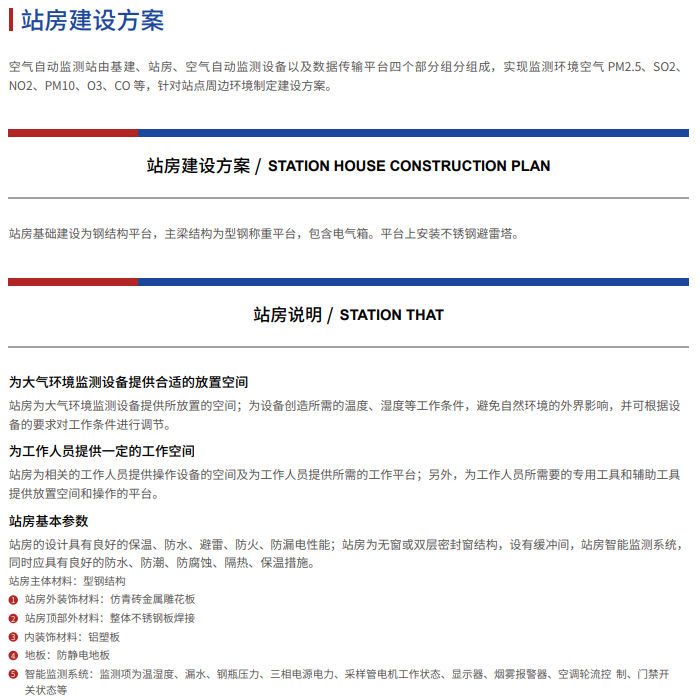 站房建设方案
空气自动监测站由基建、站房、空气自动监测设备以及数据传输平台四个部分组分组成，实现监测环境空气 PM2.5、SO2、
NO2、PM10、O3、CO 等，针对站点周边环境制定建设方案。
站房建设方案 / STATION HOUSE CONSTRUCTION PLAN
站房基础建设为钢结构平台，主梁结构为型钢称重平台，包含电气箱。平台上安装不锈钢避雷塔。
站房说明 / STATION THAT
为大气环境监测设备提供合适的放置空间
站房为大气环境监测设备提供所放置的空间；为设备创造所需的温度、湿度等工作条件，避免自然环境的外界影响，并可根据设
备的要求对工作条件进行调节。
为工作人员提供一定的工作空间
站房为相关的工作人员提供操作设备的空间及为工作人员提供所需的工作平台；另外，为工作人员所需要的专用工具和辅助工具
提供放置空间和操作的平台。
站房基本参数
站房的设计具有良好的保温、防水、避雷、防火、防漏电性能；站房为无窗或双层密封窗结构，设有缓冲间，站房智能监测系统，
同时应具有良好的防水、防潮、防腐蚀、隔热、保温措施。
站房主体材料：型钢结构
1 站房外装饰材料：仿青砖金属雕花板
2 站房顶部外材料：整体不锈钢板焊接
3 内装饰材料：铝塑板
4 地板：防静电地板
5 智能监测系统：监测项为温湿度、漏水、钢瓶压力、三相电源电力、采样管电机工作状态、显示器、烟雾报警器、空调轮流控 制、门禁开
关状态等